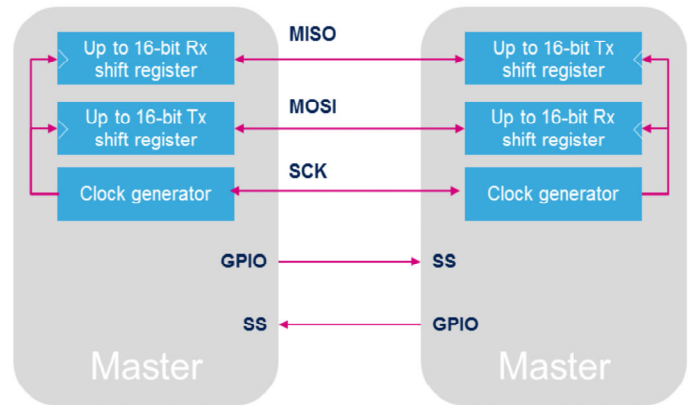 MISO
Up to 16-bit Rx
shift register
Up to 16-bit Tx
shift register
MOSI
Up to 16-bit Tx
shift register
Up to 16-bit Rx
shift register
SCK
Clock generator
Clock generator
GPIO
SS
SS
GPIO
Master
Master